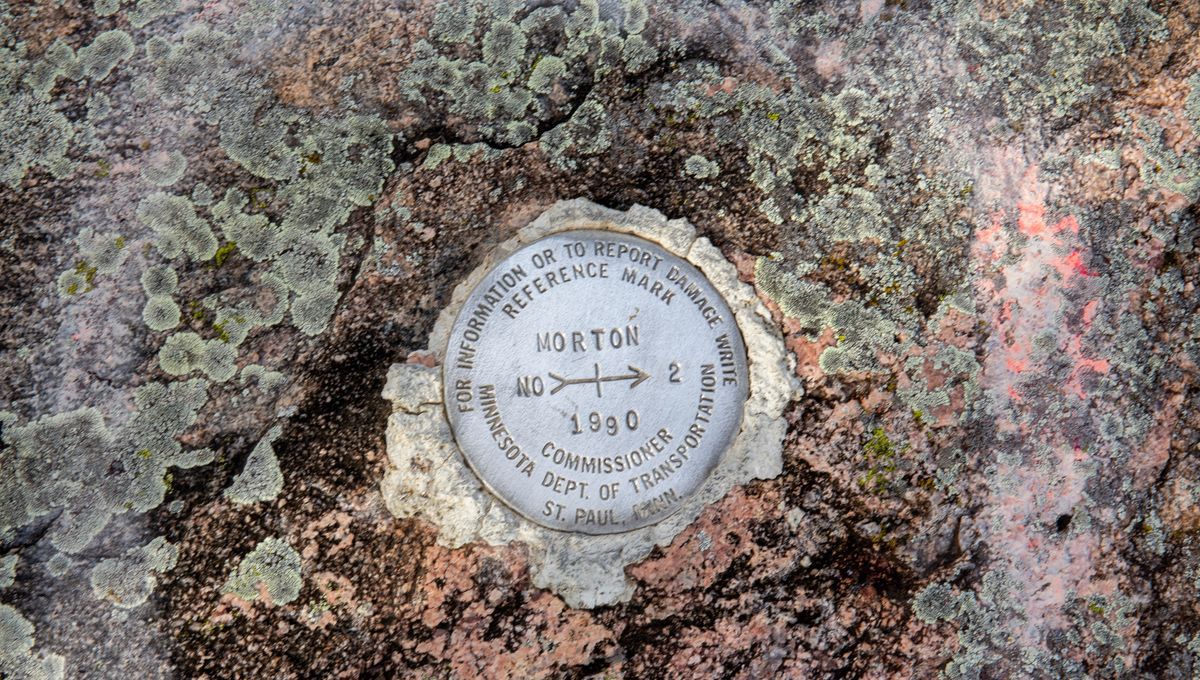 FOR INFORMATION OR TO REPORT DAMAGE WRITE
REFERENCE MARK
MORTON
NO 2
1990
COMMISSIONER
MINNESOTA DEPT. OF TRANSPORTATION
ST. PAUL, MINN.